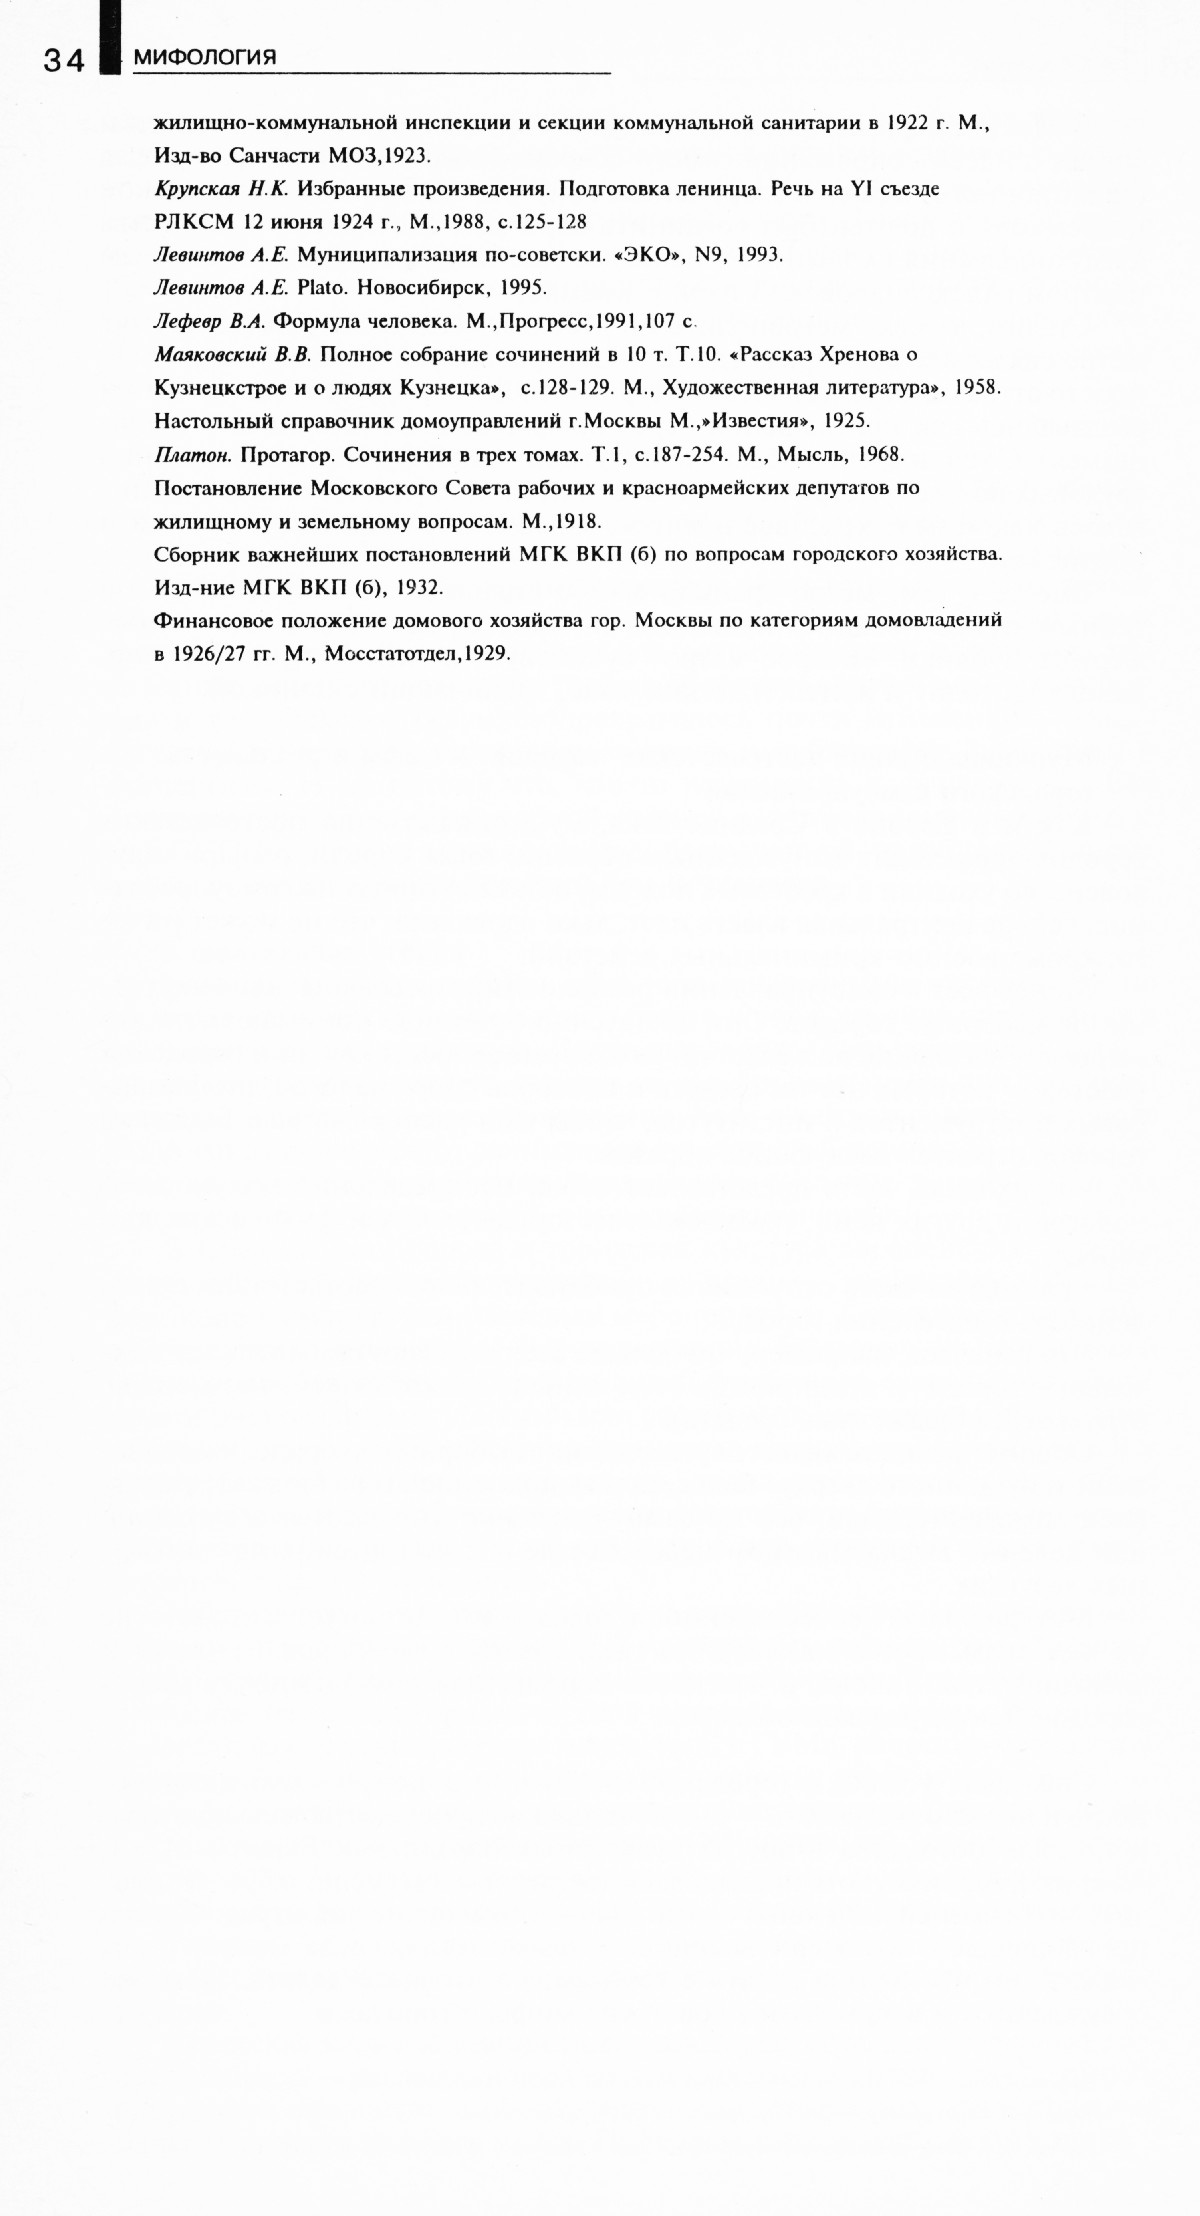 34 МИФОЛОГИЯ
жилищно-коммунальной инспекции и секции коммунальной санитарии в 1922 г. М.,
Изд-во Санчасти МОЗ,1923.
Крупская Н.К. Избранные произведения. Подготовка ленинца. Речь на YI съезде
РЛКСМ 12 июня 1924 г., М.,1988, с.125-128
Левинтов А.Е. Муниципализация по-советски. «ЭКО», N9, 1993.
Левинтов А.Е. Plato. Новосибирск, 1995.
Лефевр В.А. Формула человека. М.,Прогресс,1991,107 с.
Маяковский В.В. Полное собрание сочинений в 10 т. Т.10. «Рассказ Хренова о
Кузнецкстрое и о людях Кузнецка», с.128-129. М., Художественная литература», 1958.
Настольный справочник домоуправлений г.Москвы М.,»Известия», 1925.
Платон. Протагор. Сочинения в трех томах. Т.1, с.187-254. М., Мысль, 1968.
Постановление Московского Совета рабочих и красноармейских депутатов по
жилищному и земельному вопросам. М.,1918.
Сборник важнейших постановлений МГК ВКП (б) по вопросам городского хозяйства.
Изд-ние МГК ВКП (б), 1932.
Финансовое положение домового хозяйства гор. Москвы по категориям домовладений
в 1926/27 гг. М., Мосстатотдел,1929.